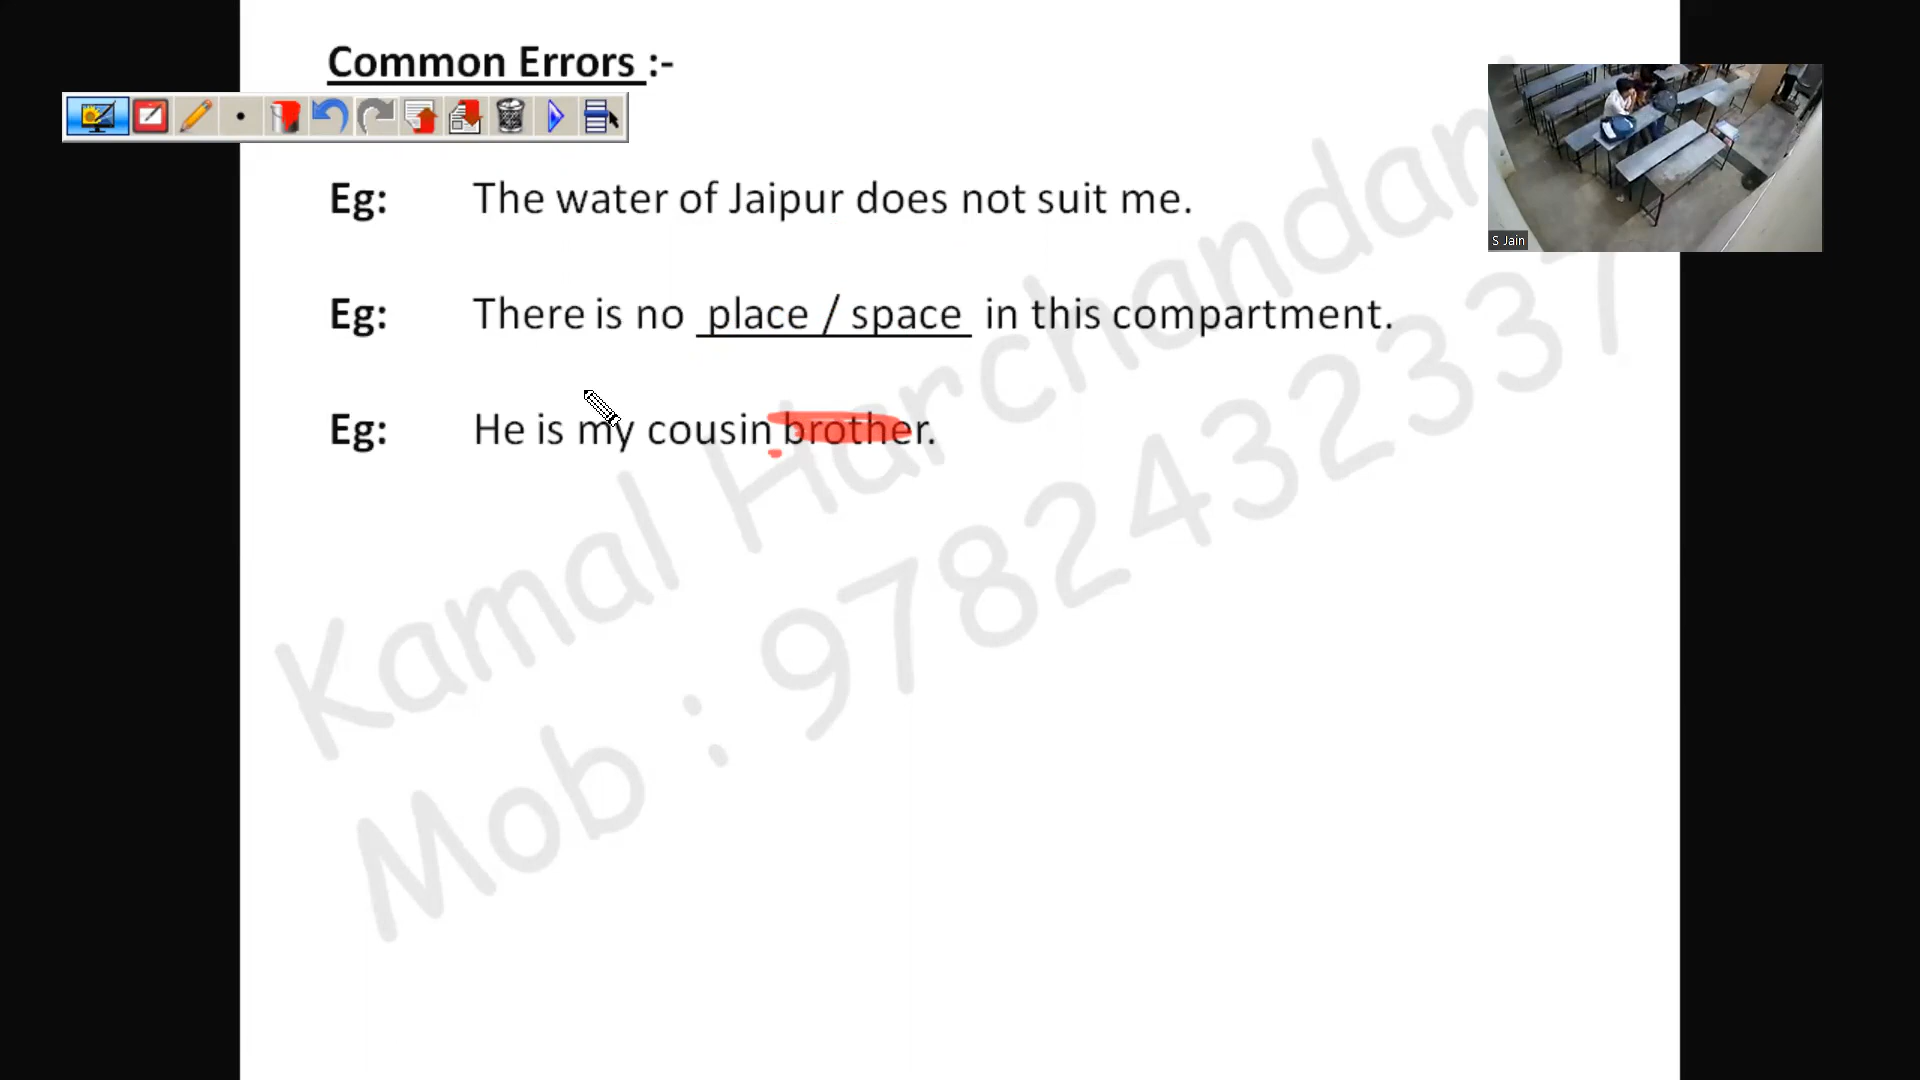 Common Errors :-
S Jain
Eg: The water of Jaipur does not suit me.
Eg: There is no place / space in this compartment.
Eg: He is my cousin brother.
Kamal Harchandani
Mob : 9782432337